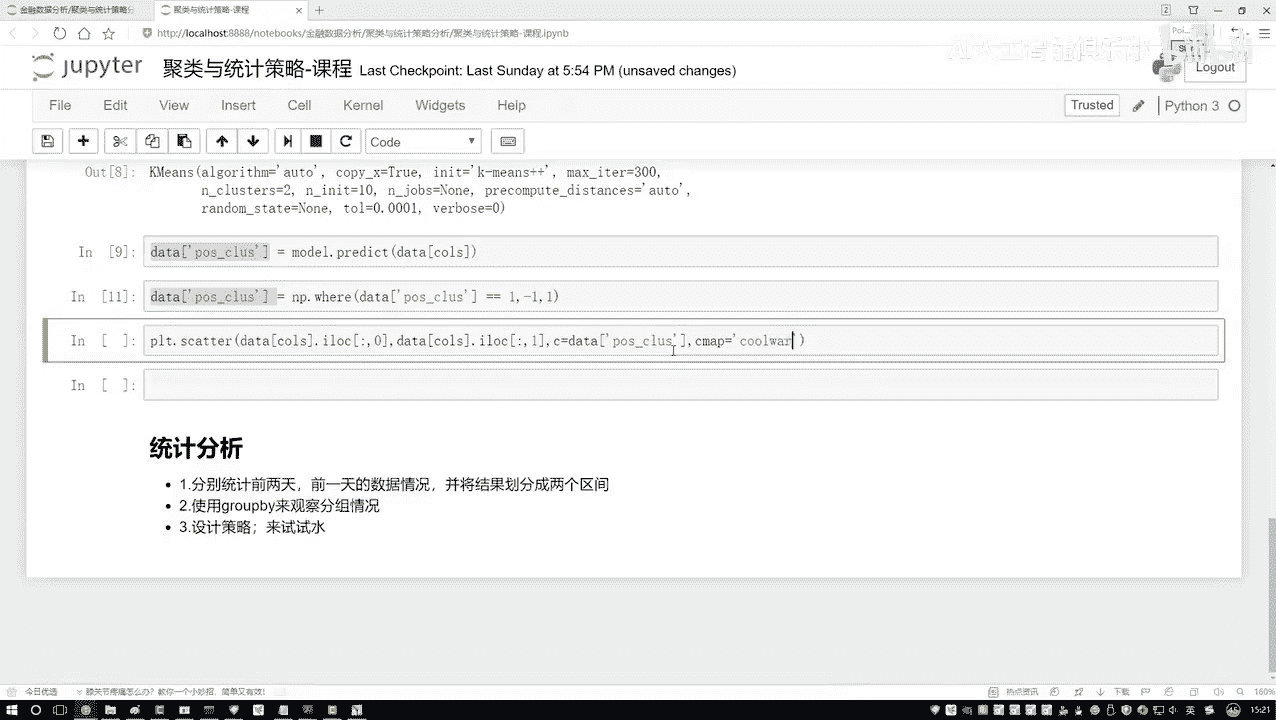 金融数据分析/聚类与统计策略分
聚类与统计策略-课程
http://localhost:8888/notebooks/金融数据分析/聚类与统计策略分析/聚类与统计策略-课程.ipynb
jupyter 聚类与统计策略-课程 Last Checkpoint: Last Sunday at 5:54 PM (unsaved changes)
Logout
File Edit View Insert Cell Kernel Widgets Help
Trusted Python 3
Code
Out[8]: KMeans(algorithm='auto', copy_x=True, init='k-means++', max_iter=300,
n_clusters=2, n_init=10, n_jobs=None, precompute_distances='auto',
random_state=None, tol=0.0001, verbose=0)
In [9]: data['pos_clus'] = model.predict(data[cols])
In [11]: data['pos_clus'] = np.where(data['pos_clus'] == 1,-1,1)
In [ ]: plt.scatter(data[cols].iloc[:,0],data[cols].iloc[:,1],c=data['pos_clus'],cmap='coolwar')
In [ ]:
统计分析
1.分别统计前两天，前一天的数据情况，并将结果划分成两个区间
2.使用groupby来观察分组情况
3.设计策略；来试试水
今日优选 膝关节疼痛怎么办？教你一个小妙招，简单又有效！
热点资讯 下载 160%
英 15:21